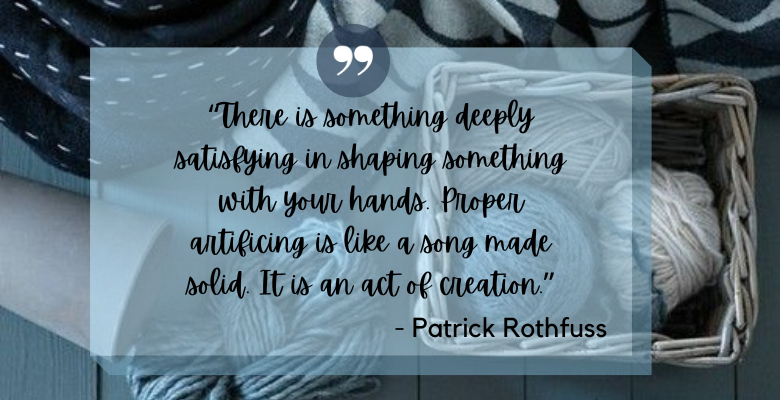 “There is something deeply
satisfying in shaping something
with your hands. Proper
artificing is like a song made
solid. It is an act of creation.”
- Patrick Rothfuss